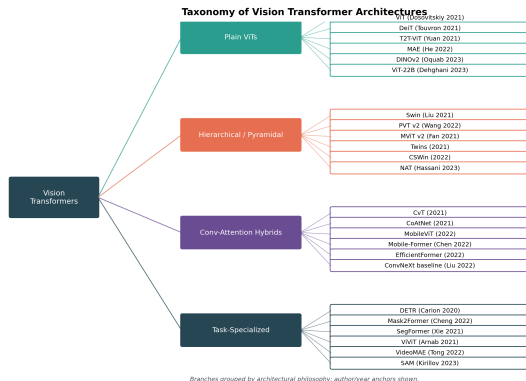 Taxonomy of Vision Transformer Architectures
Vision
Transformers
Plain ViTs
ViT (Dosovitskiy 2021)
DeiT (Touvron 2021)
T2T-ViT (Yuan 2021)
MAE (He 2022)
DINOv2 (Oquab 2023)
ViT-22B (Dehghani 2023)
Hierarchical / Pyramidal
Swin (Liu 2021)
PVT v2 (Wang 2022)
MViT v2 (Fan 2021)
Twins (2021)
CSWin (2022)
NAT (Hassani 2023)
Conv-Attention Hybrids
CvT (2021)
CoAtNet (2021)
MobileViT (2022)
Mobile-Former (Chen 2022)
EfficientFormer (2022)
ConvNeXt baseline (Liu 2022)
Task-Specialized
DETR (Carion 2020)
Mask2Former (Cheng 2022)
SegFormer (Xie 2021)
ViViT (Arnab 2021)
VideoMAE (Tong 2022)
SAM (Kirillov 2023)
Branches grouped by architectural philosophy; author/year anchors shown.